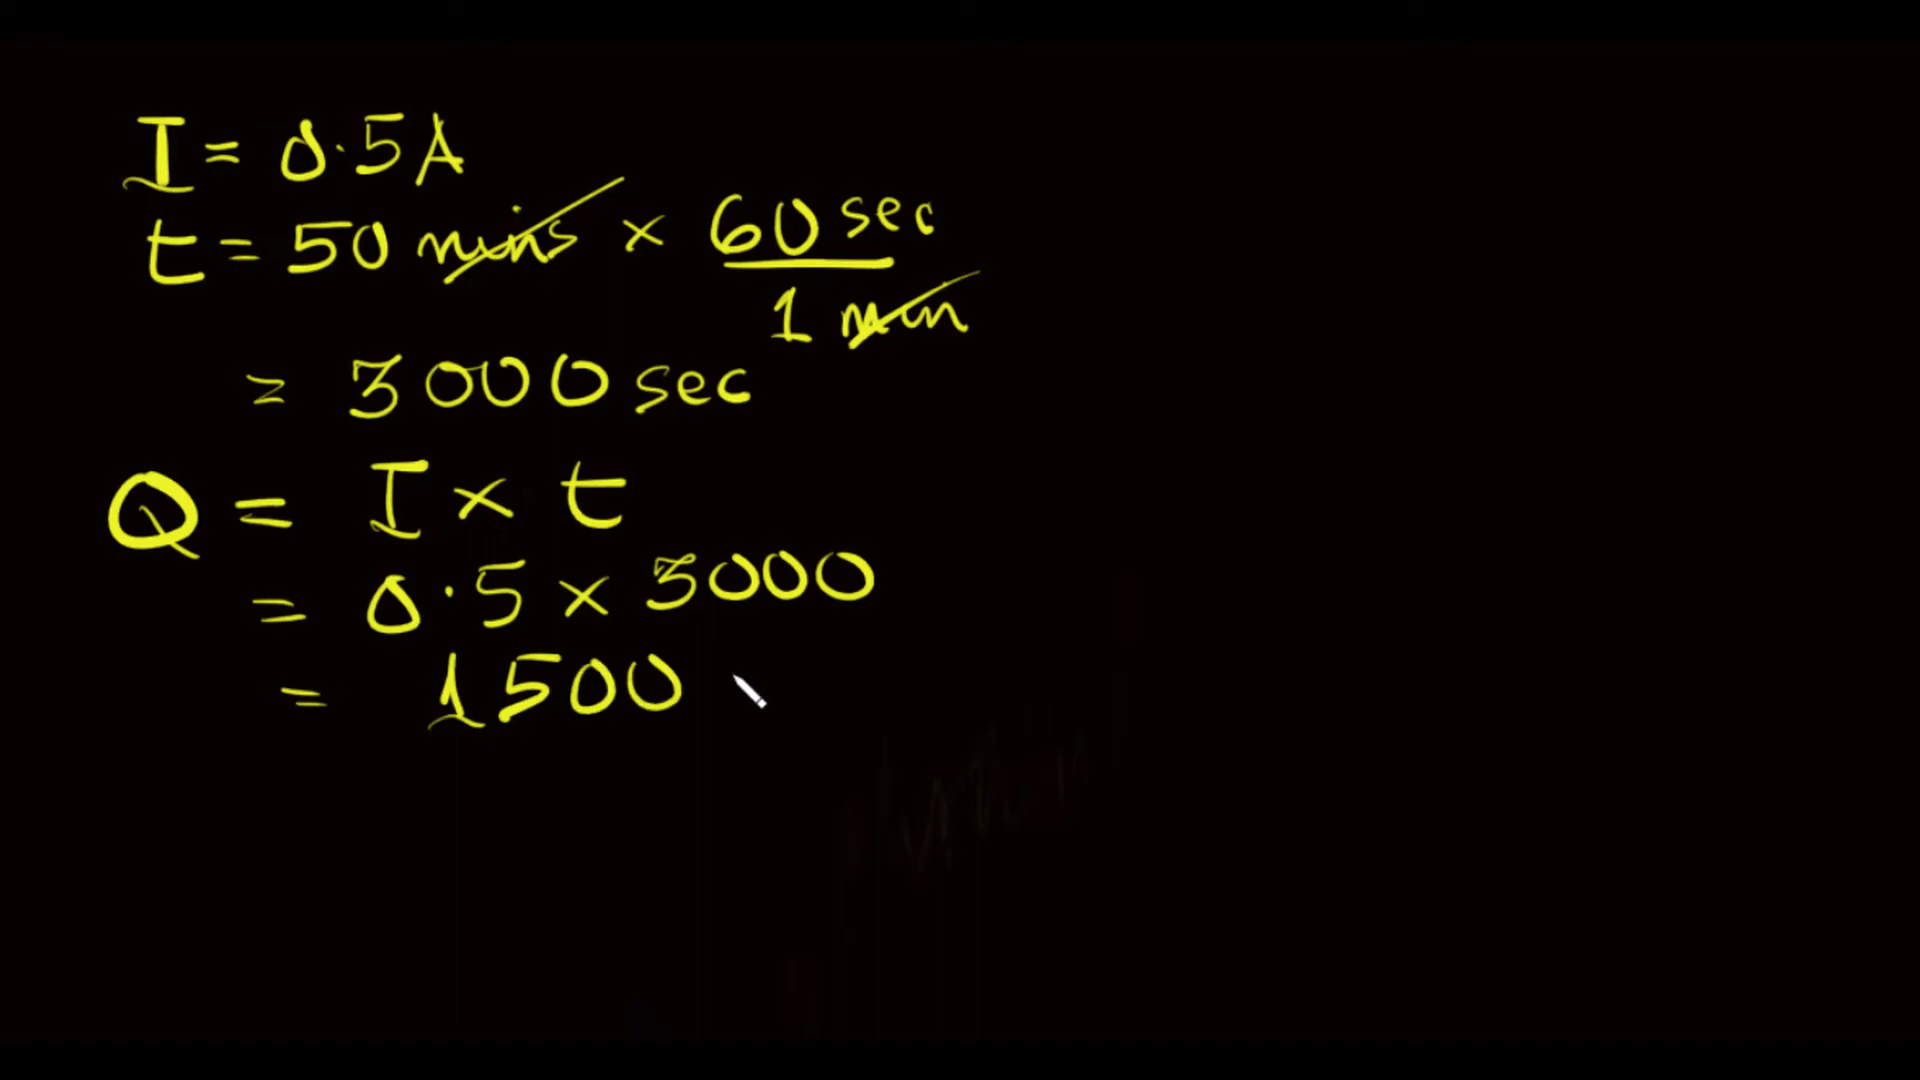 I = 0.5A
t = 50 mins × 60 sec
1 min
= 3000 sec
Q = I × t
= 0.5 × 3000
= 1500